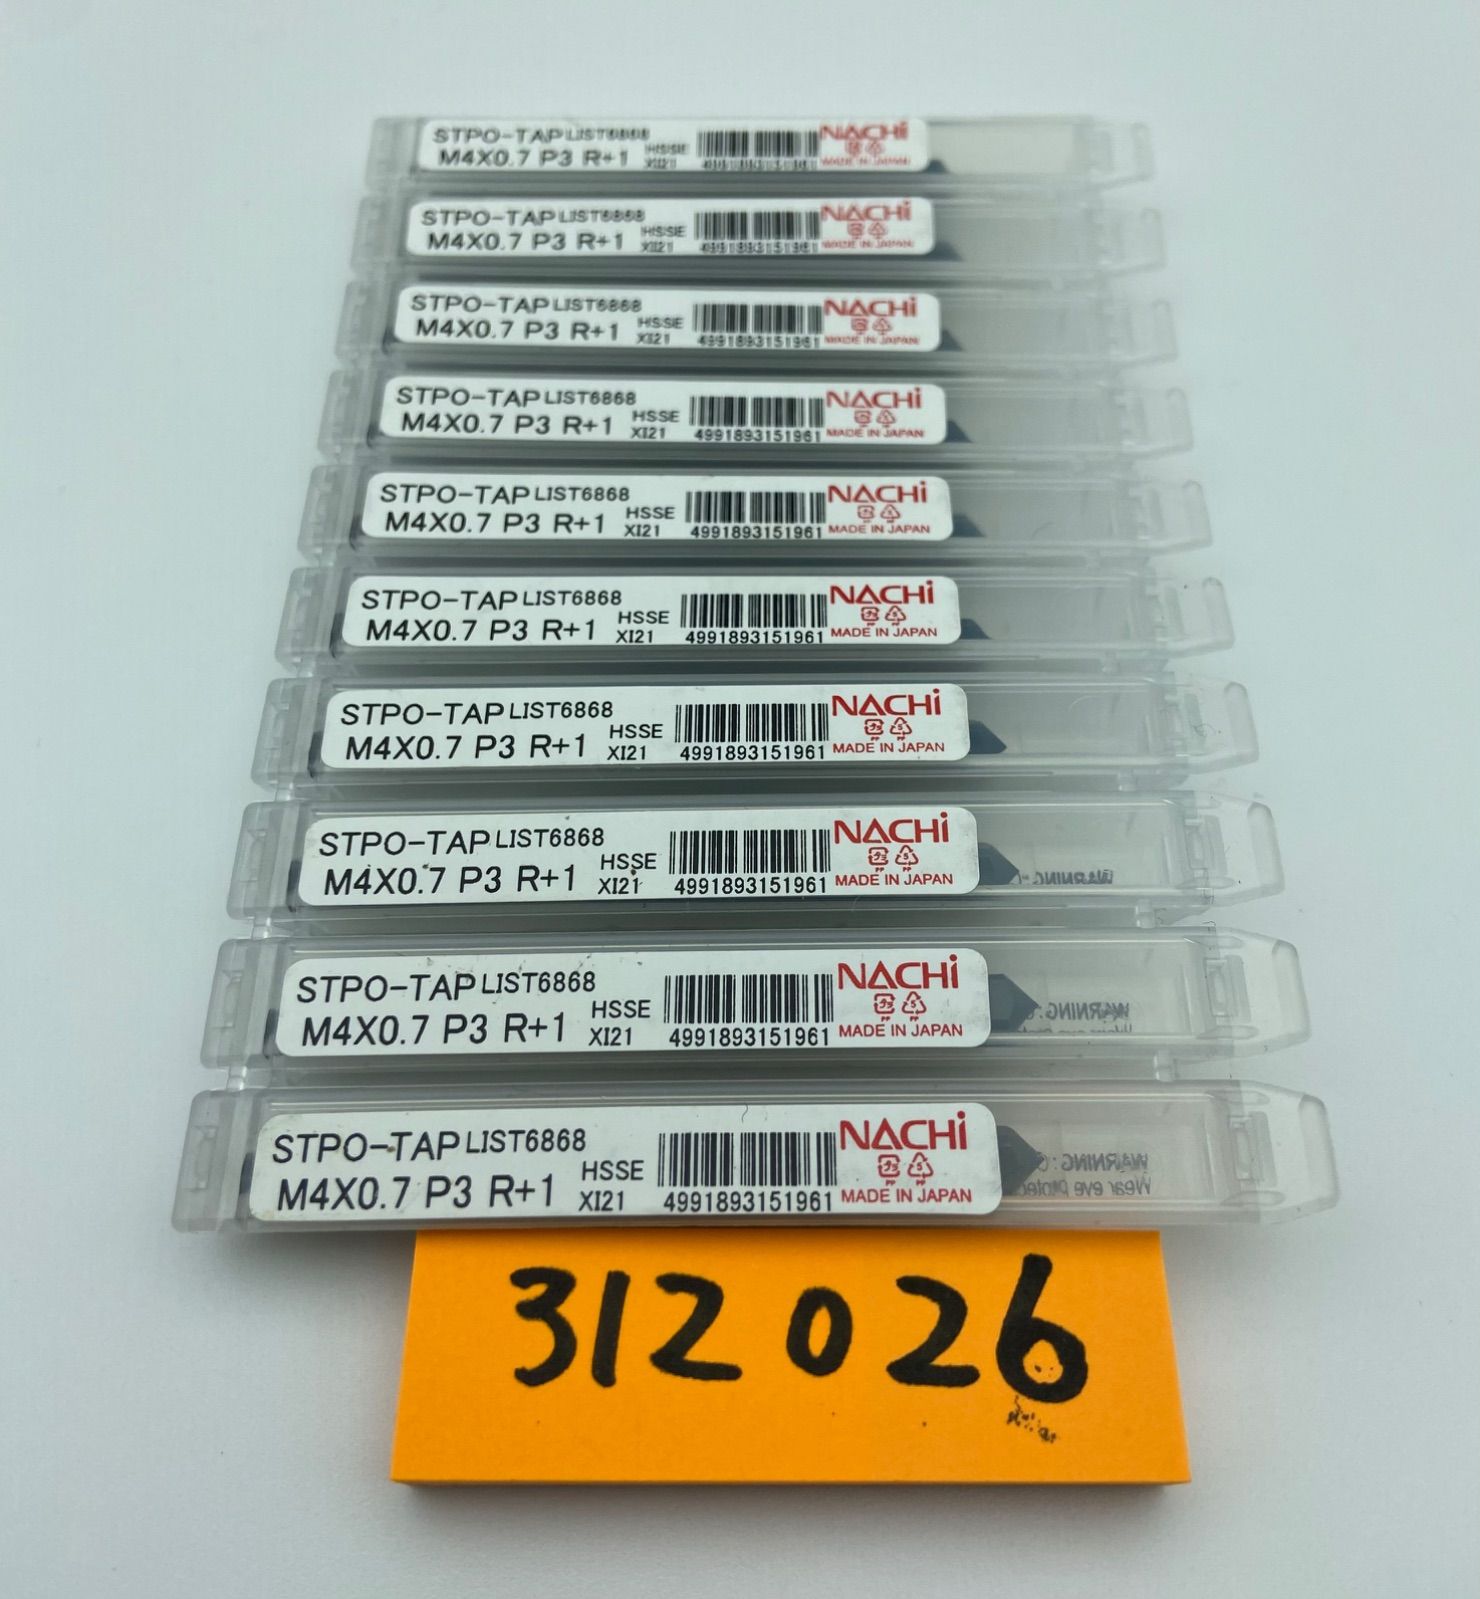 STPO-TAP LIST6868
M4X0.7 P3 R+1 HSSE
XI21
4991893151961
NACHi
MADE IN JAPAN
STPO-TAP LIST6868
M4X0.7 P3 R+1 HSSE
XI21
4991893151961
NACHi
MADE IN JAPAN
STPO-TAP LIST6868
M4X0.7 P3 R+1 HSSE
XI21
4991893151961
NACHi
MADE IN JAPAN
STPO-TAP LIST6868
M4X0.7 P3 R+1 HSSE
XI21
4991893151961
NACHi
MADE IN JAPAN
STPO-TAP LIST6868
M4X0.7 P3 R+1 HSSE
XI21
4991893151961
NACHi
MADE IN JAPAN
STPO-TAP LIST6868
M4X0.7 P3 R+1 HSSE
XI21
4991893151961
NACHi
MADE IN JAPAN
STPO-TAP LIST6868
M4X0.7 P3 R+1 HSSE
XI21
4991893151961
NACHi
MADE IN JAPAN
STPO-TAP LIST6868
M4X0.7 P3 R+1 HSSE
XI21
4991893151961
NACHi
MADE IN JAPAN
WARNING:
STPO-TAP LIST6868
M4X0.7 P3 R+1 HSSE
XI21
4991893151961
NACHi
MADE IN JAPAN
WARNING:
STPO-TAP LIST6868
M4X0.7 P3 R+1 HSSE
XI21
4991893151961
NACHi
MADE IN JAPAN
WARNING:
Wear eye
312026